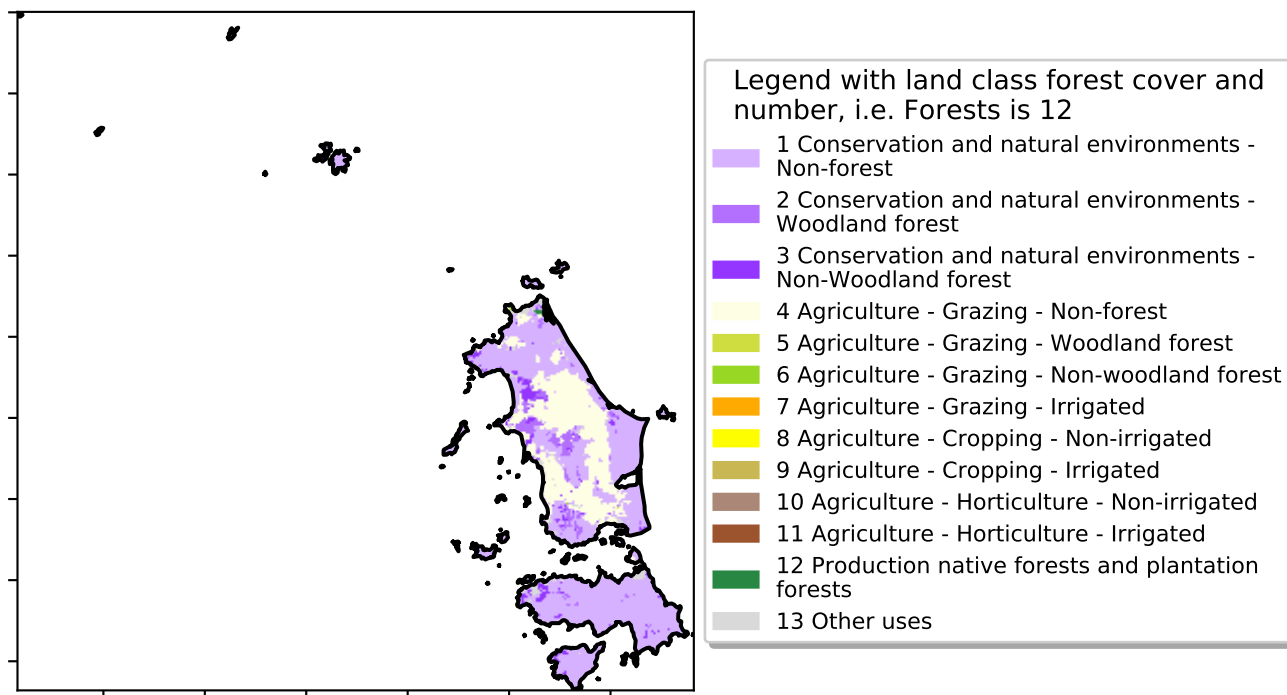 Legend with land class forest cover and
number, i.e. Forests is 12
1 Conservation and natural environments -
Non-forest
2 Conservation and natural environments -
Woodland forest
3 Conservation and natural environments -
Non-Woodland forest
4 Agriculture - Grazing - Non-forest
5 Agriculture - Grazing - Woodland forest
6 Agriculture - Grazing - Non-woodland forest
7 Agriculture - Grazing - Irrigated
8 Agriculture - Cropping - Non-irrigated
9 Agriculture - Cropping - Irrigated
10 Agriculture - Horticulture - Non-irrigated
11 Agriculture - Horticulture - Irrigated
12 Production native forests and plantation
forests
13 Other uses